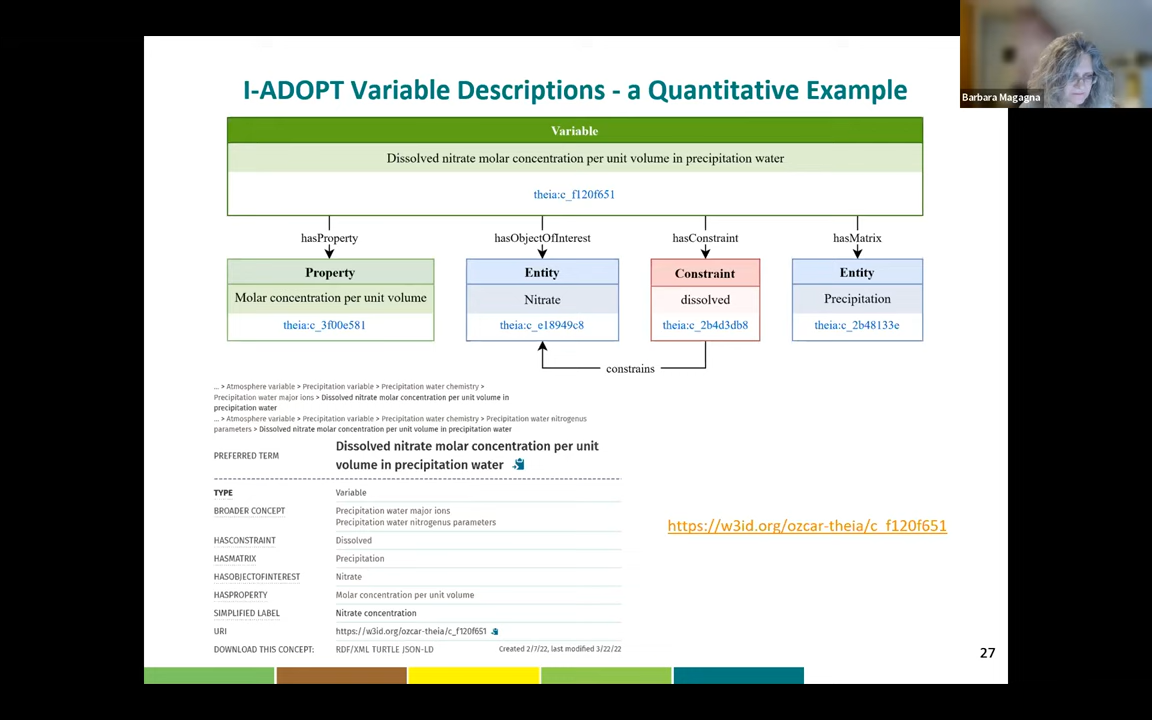 Barbara Magagna
I-ADOPT Variable Descriptions - a Quantitative Example
Variable
Dissolved nitrate molar concentration per unit volume in precipitation water
theia:c_f120f651
hasProperty
hasObjectOfInterest
hasConstraint
hasMatrix
Property
Molar concentration per unit volume
theia:c_3f00e581
Entity
Nitrate
theia:c_e18949c8
Constraint
dissolved
theia:c_2b4d3db8
Entity
Precipitation
theia:c_2b48133e
constrains
... > Atmosphere variable > Precipitation variable > Precipitation water chemistry >
Precipitation water major ions > Dissolved nitrate molar concentration per unit volume in
precipitation water
... > Atmosphere variable > Precipitation variable > Precipitation water chemistry > Precipitation water nitrogenus
parameters > Dissolved nitrate molar concentration per unit volume in precipitation water
PREFERRED TERM
Dissolved nitrate molar concentration per unit
volume in precipitation water
TYPE Variable
BROADER CONCEPT Precipitation water major ions
Precipitation water nitrogenus parameters
HASCONSTRAINT Dissolved
HASMATRIX Precipitation
HASOBJECTOFINTEREST Nitrate
HASPROPERTY Molar concentration per unit volume
SIMPLIFIED LABEL Nitrate concentration
URI https://w3id.org/ozcar-theia/c_f120f651
DOWNLOAD THIS CONCEPT: RDF/XML TURTLE JSON-LD Created 2/7/22, last modified 3/22/22
https://w3id.org/ozcar-theia/c_f120f651
27